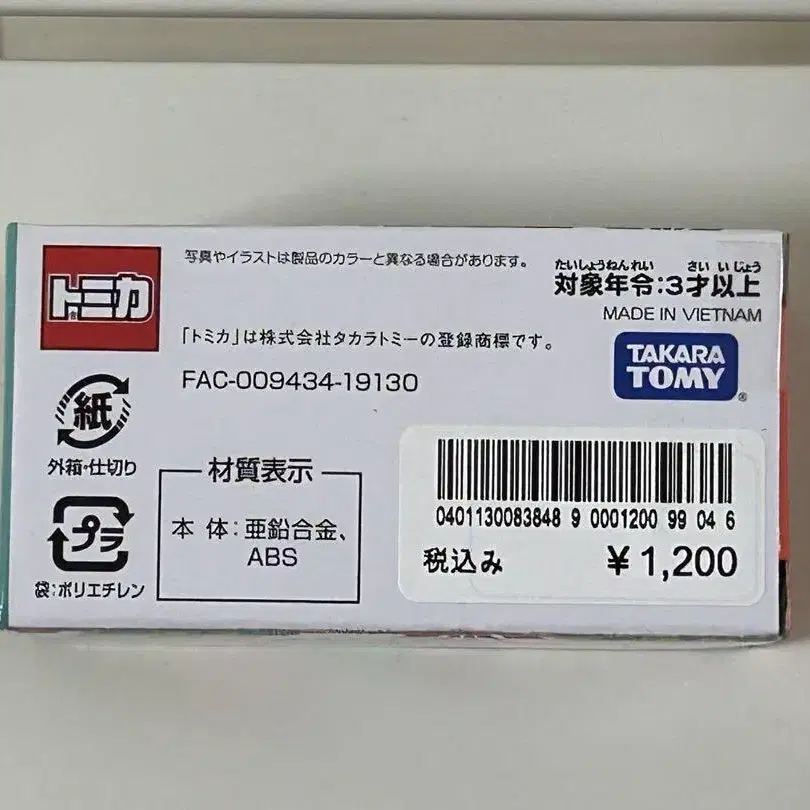 トミカ
®
写真やイラストは製品のカラーと異なる場合があります。
たいしょうねんれい さい いじょう
対象年令:3才以上
MADE IN VIETNAM
「トミカ」は株式会社タカラトミーの登録商標です。
TAKARA
TOMY
®
FAC-009434-19130
紙
外箱・仕切り
プラ
袋:ポリエチレン
材質表示
本 体:亜鉛合金、
ABS
0401130083848 9 0001200 99 04 6
税込み ¥1,200